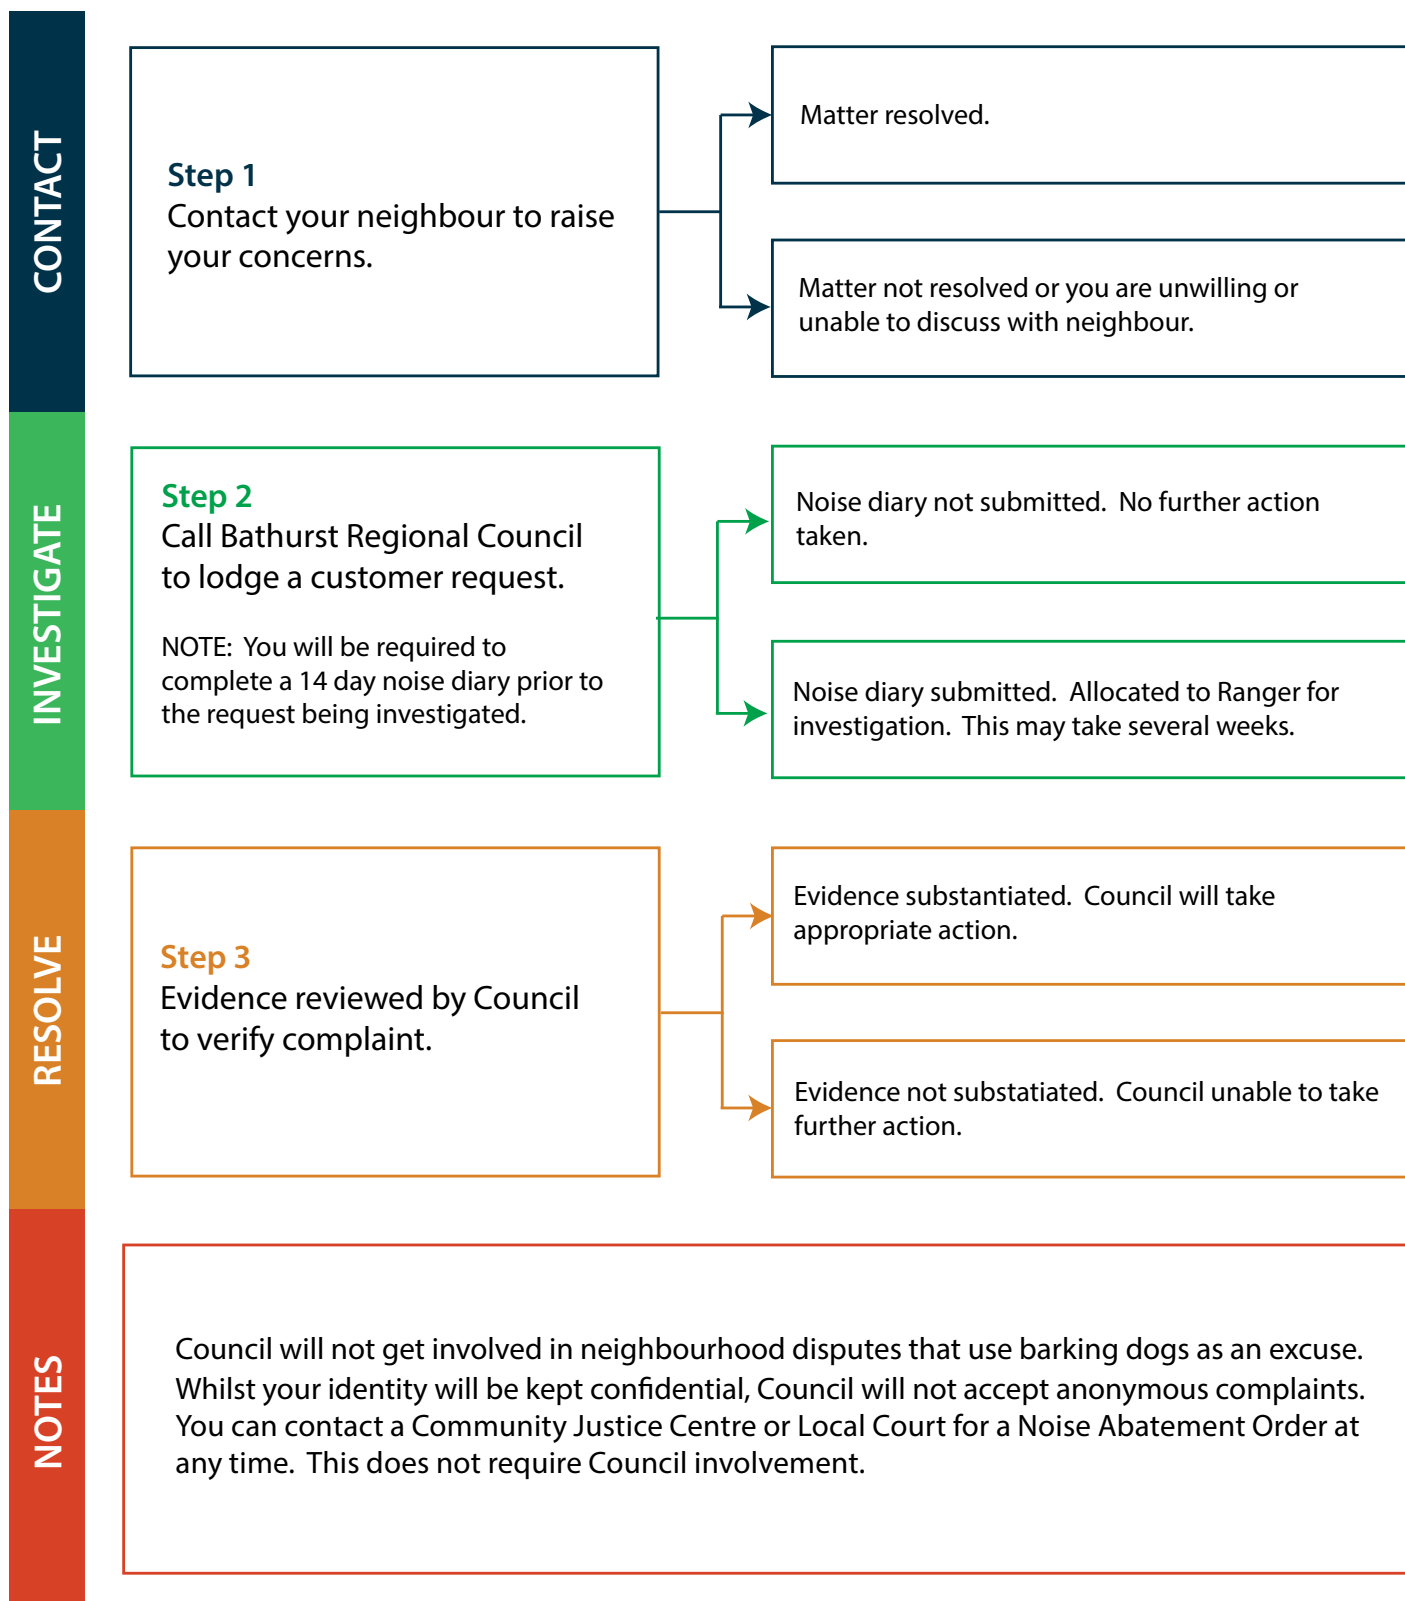 CONTACT
Step 1
Contact your neighbour to raise
your concerns.
Matter resolved.
Matter not resolved or you are unwilling or
unable to discuss with neighbour.
INVESTIGATE
Step 2
Call Bathurst Regional Council
to lodge a customer request.
NOTE:  You will be required to
complete a 14 day noise diary prior to
the request being investigated.
Noise diary not submitted.  No further action
taken.
Noise diary submitted.  Allocated to Ranger for
investigation.  This may take several weeks.
RESOLVE
Step 3
Evidence reviewed by Council
to verify complaint.
Evidence substantiated.  Council will take
appropriate action.
Evidence not substatiated.  Council unable to take
further action.
NOTES
Council will not get involved in neighbourhood disputes that use barking dogs as an excuse.
Whilst your identity will be kept confidential, Council will not accept anonymous complaints.
You can contact a Community Justice Centre or Local Court for a Noise Abatement Order at
any time.  This does not require Council involvement.